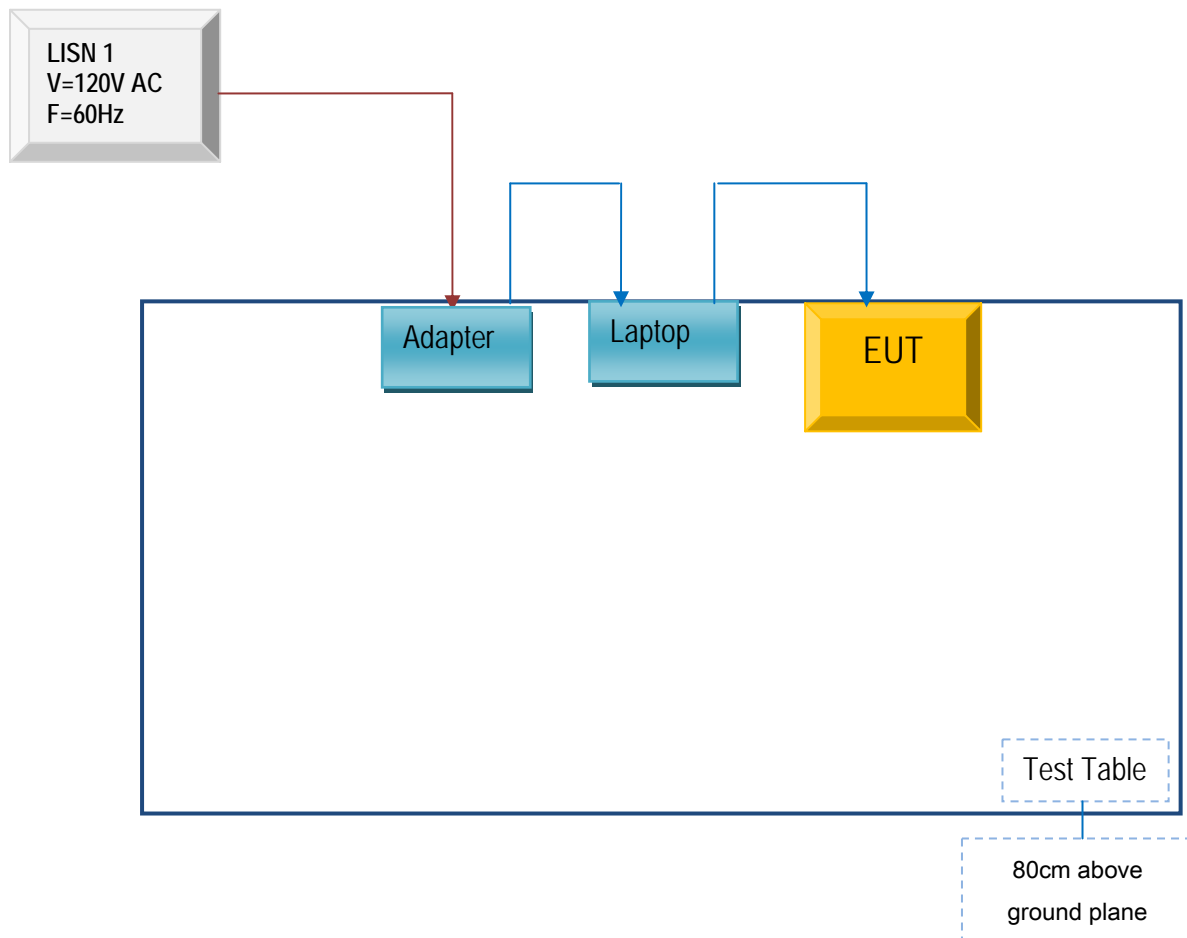 LISN 1
V=120V AC
F=60Hz
Adapter
Laptop
EUT
Test Table
80cm above
ground plane